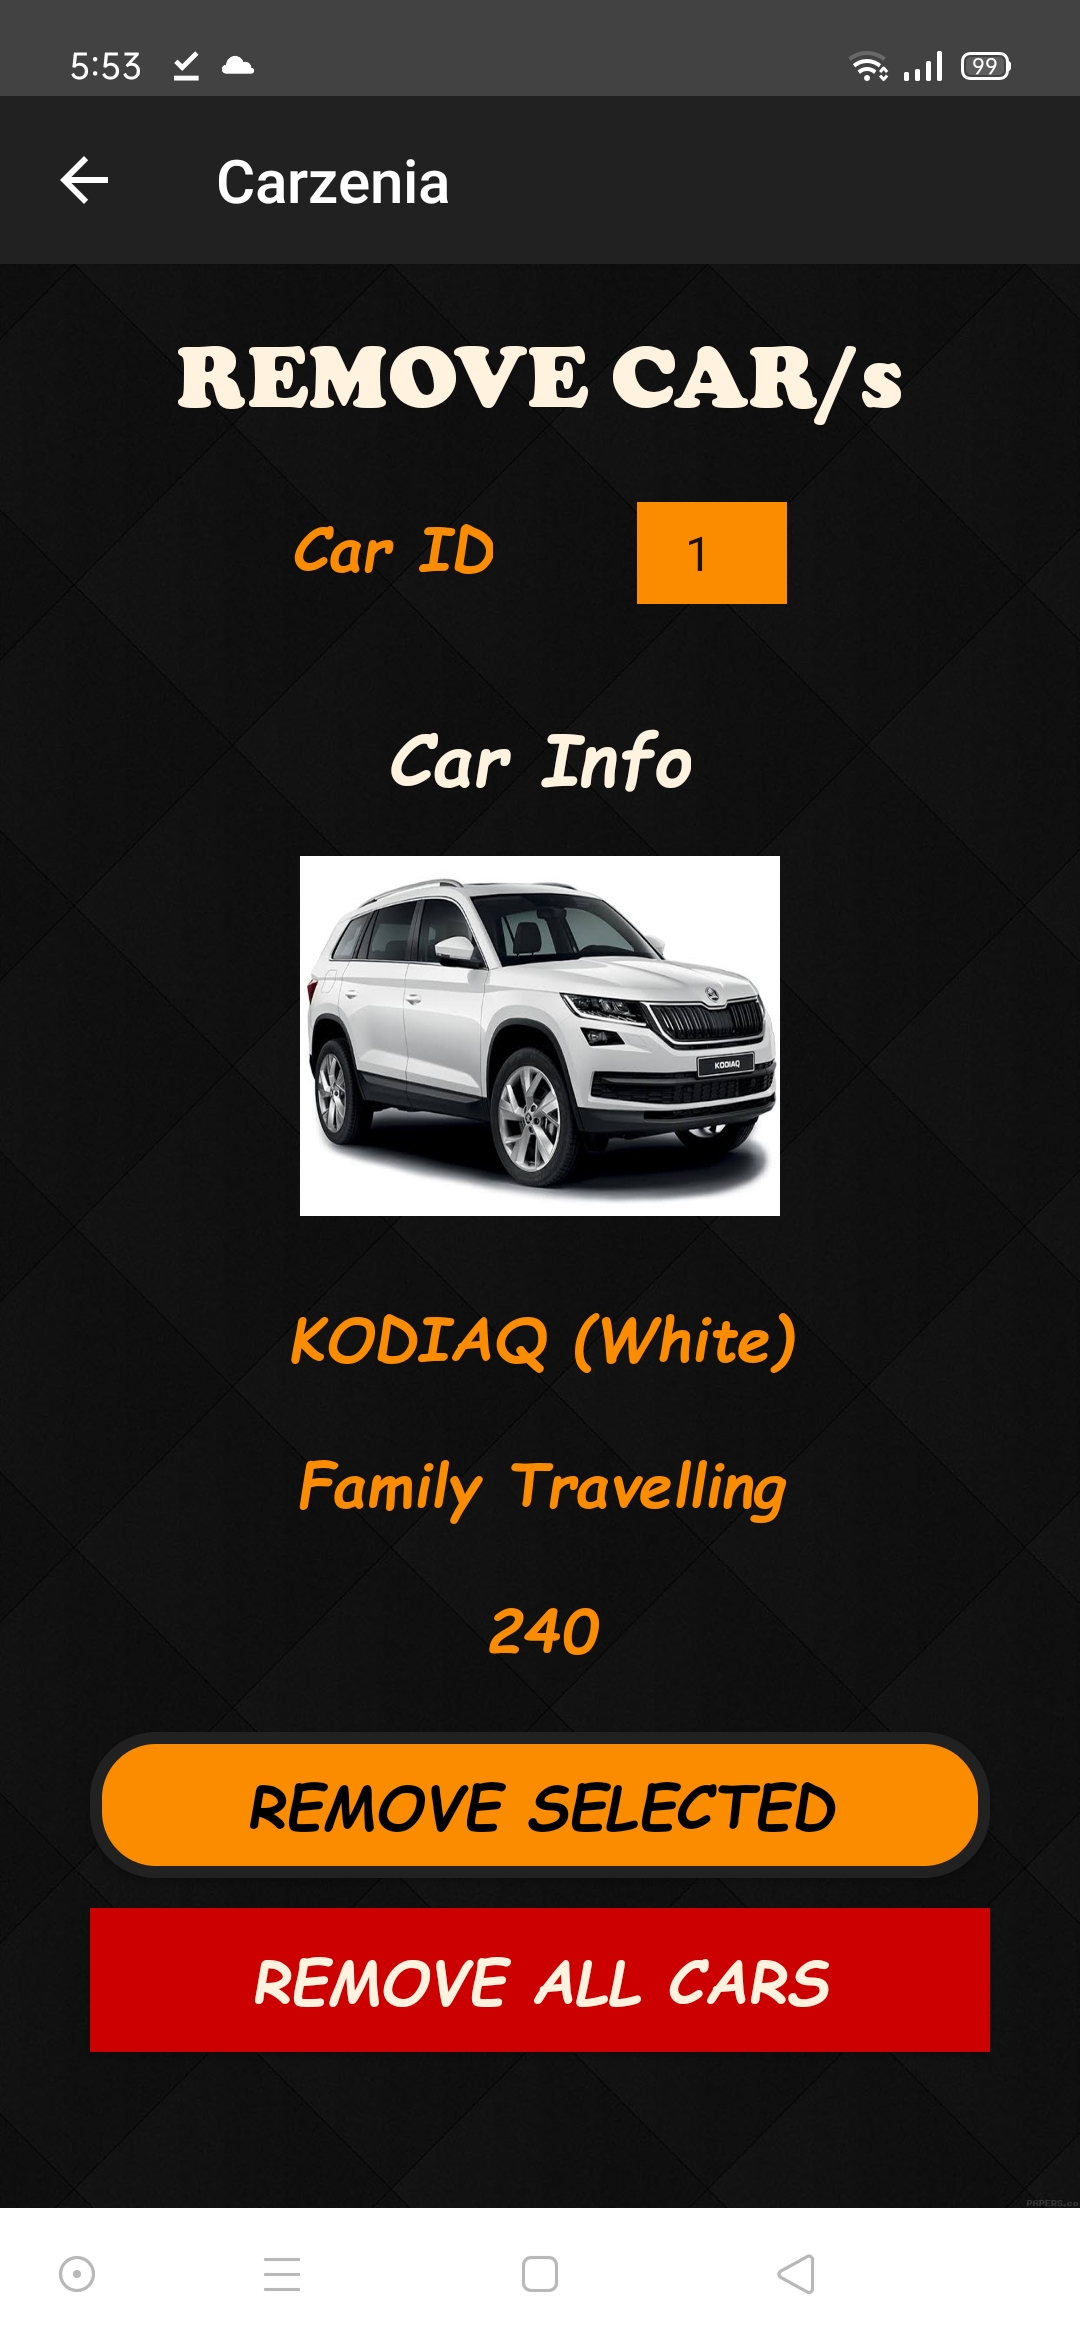 5:53
99
Carzenia
REMOVE CAR/s
Car ID
1
Car Info
KODIAQ
KODIAQ (White)
Family Travelling
240
REMOVE SELECTED
REMOVE ALL CARS